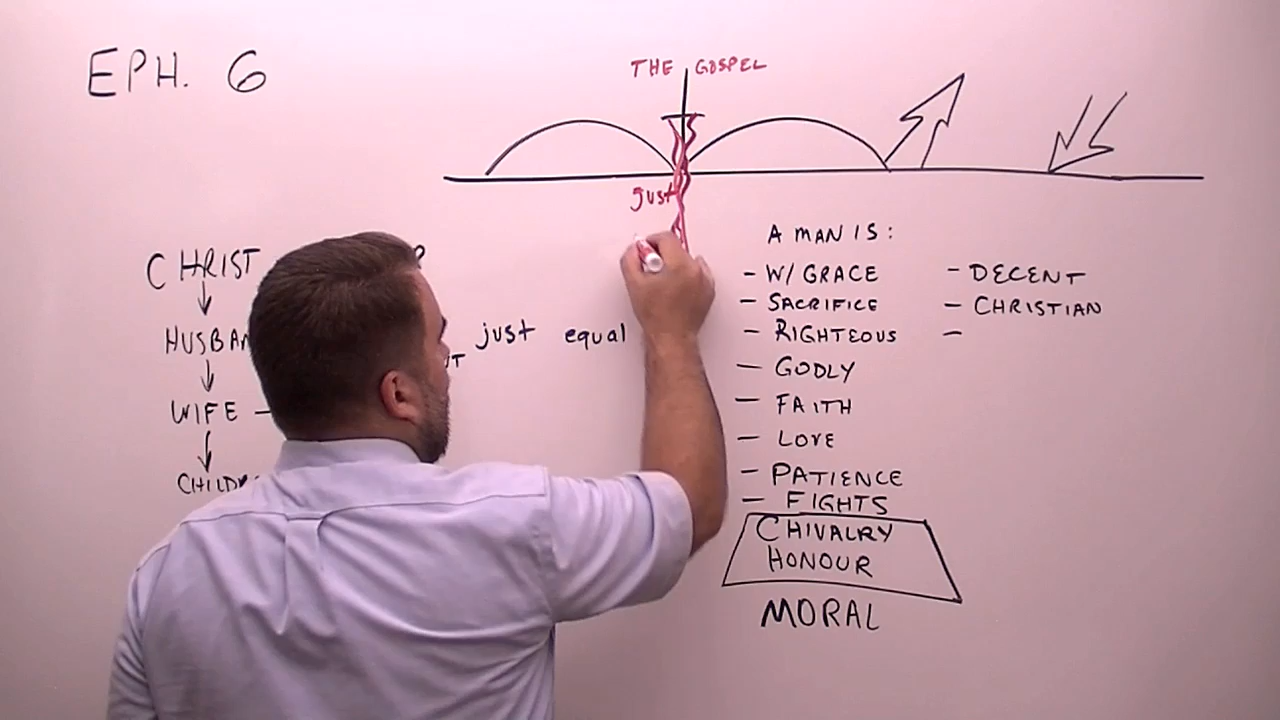 EPH. 6
THE GOSPEL
just
CHRIST
HUSBAN
WIFE -
CHILD
just equal
A MAN IS:
- W/ GRACE
- SACRIFICE
- RIGHTEOUS
- GODLY
- FAITH
- LOVE
- PATIENCE
- FIGHTS
CHIVALRY
HONOUR
MORAL
- DECENT
- CHRISTIAN
-